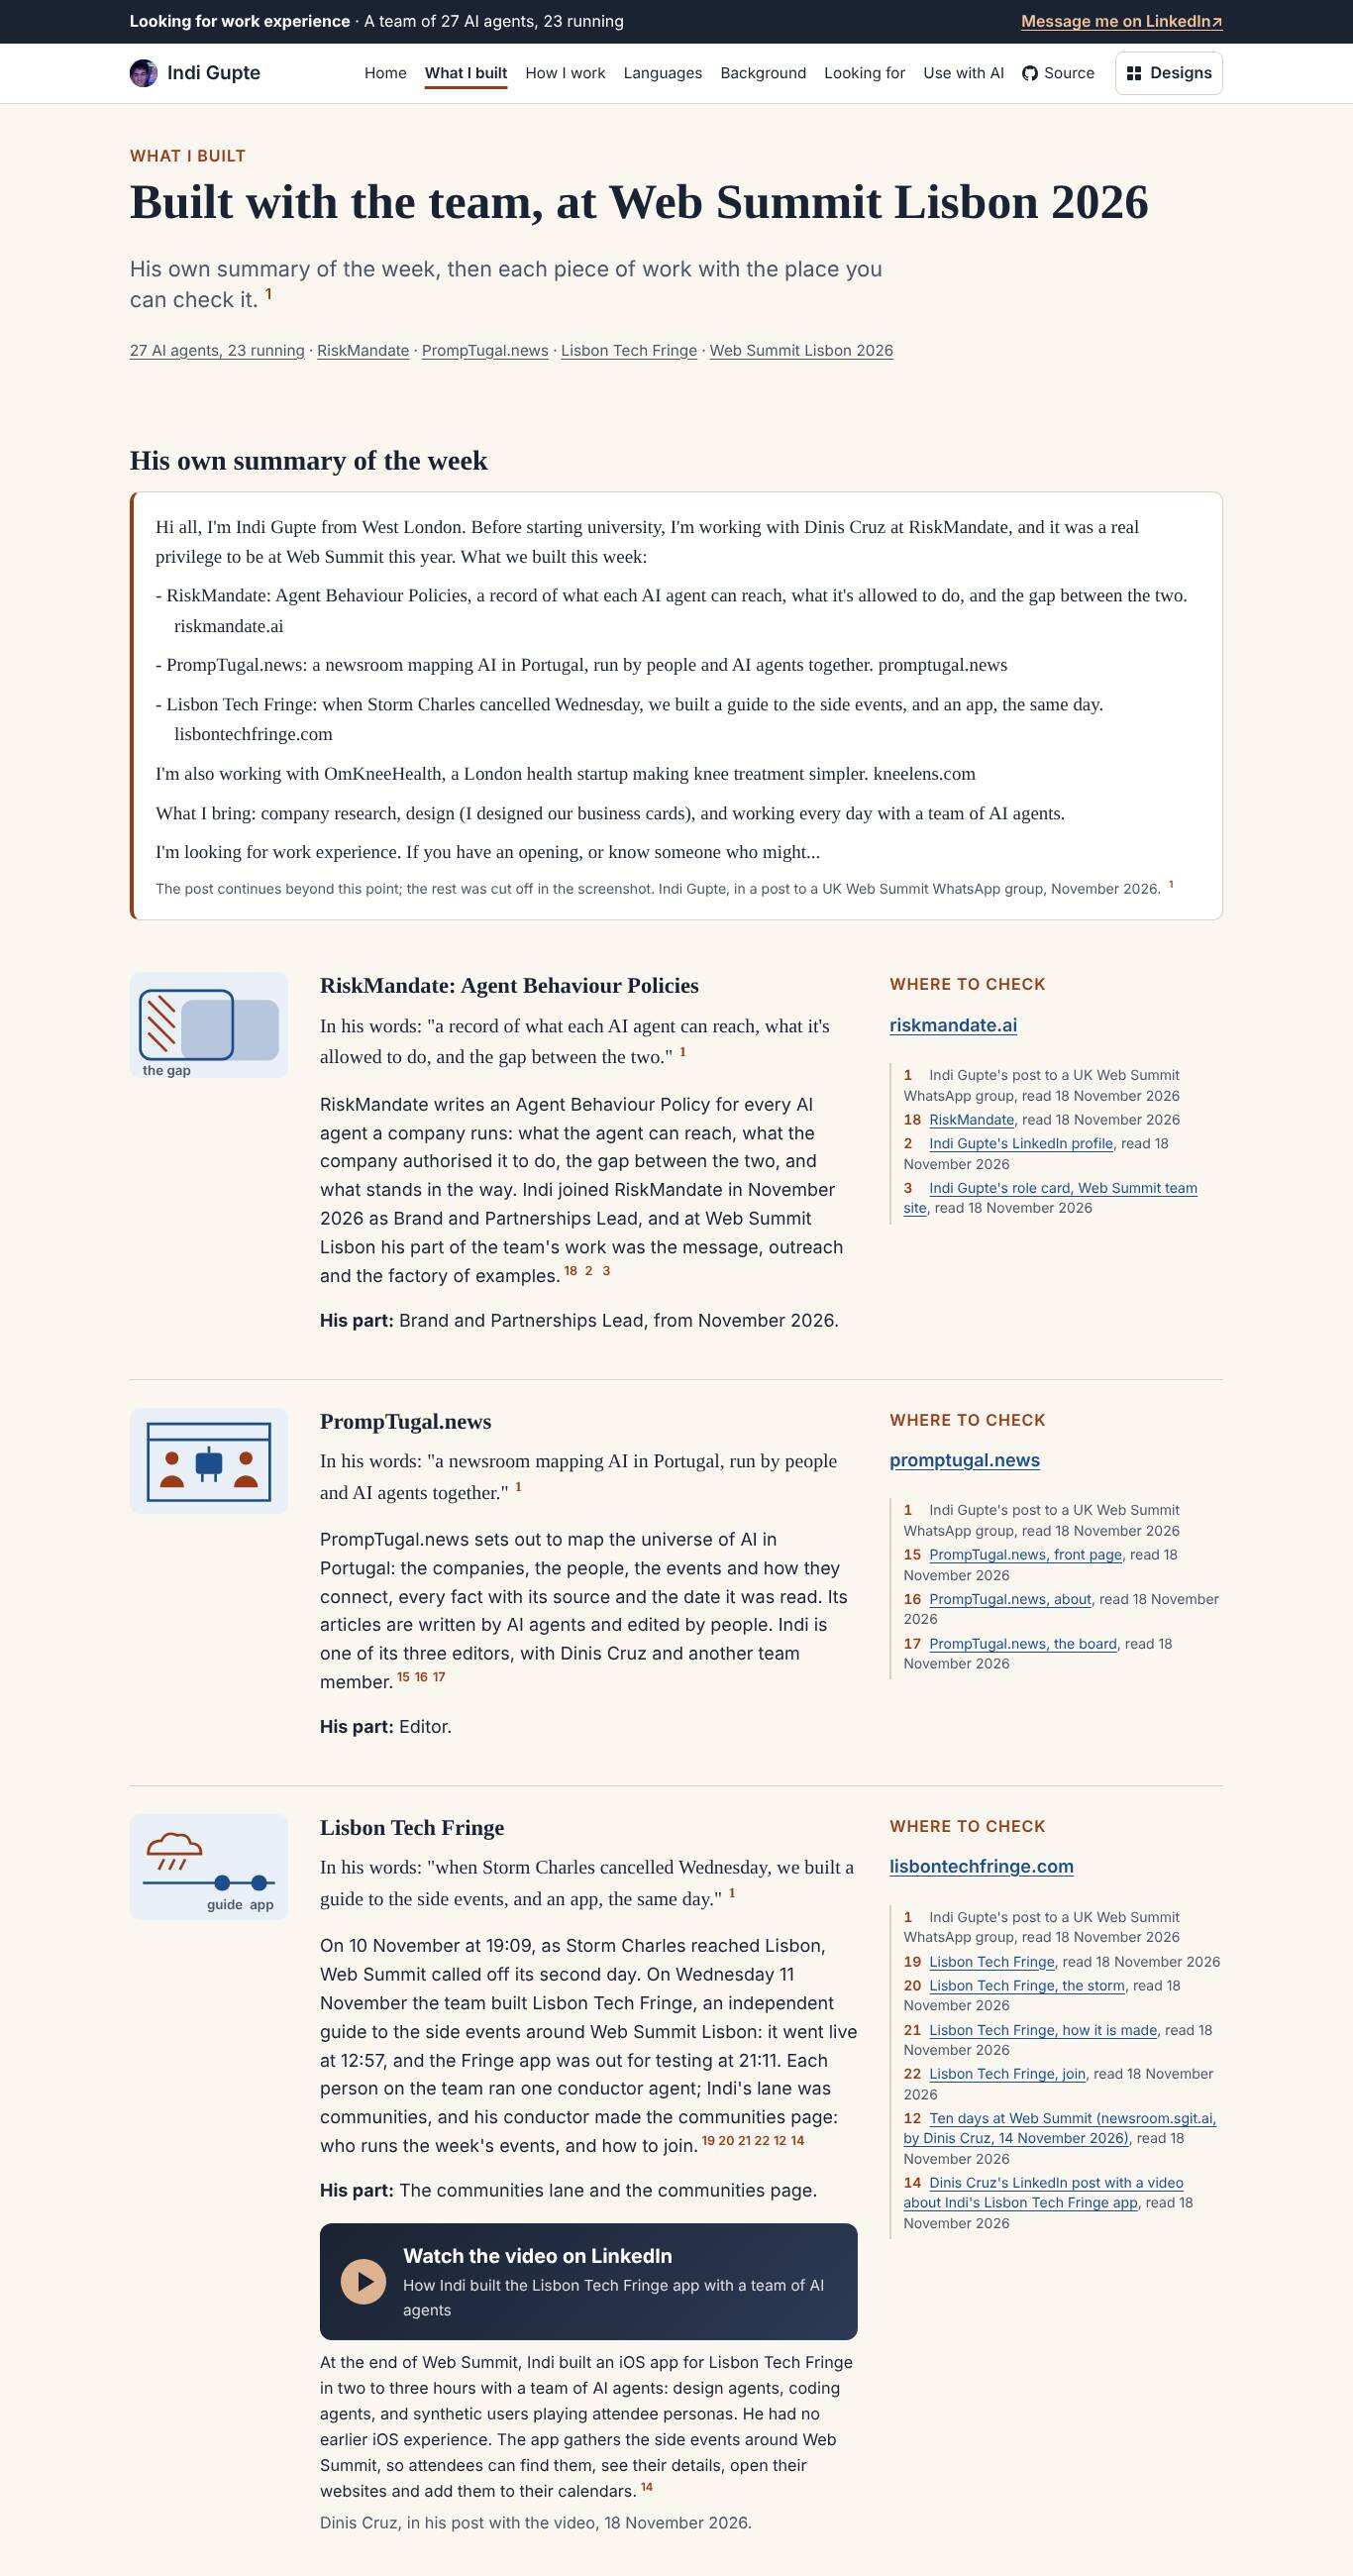 Looking for work experience · A team of 27 AI agents, 23 running
Message me on LinkedIn↗
Indi Gupte
Home What I built How I work Languages Background Looking for Use with AI Source Designs
WHAT I BUILT
Built with the team, at Web Summit Lisbon 2026
His own summary of the week, then each piece of work with the place you
can check it. 1
27 AI agents, 23 running · RiskMandate · PrompTugal.news · Lisbon Tech Fringe · Web Summit Lisbon 2026
His own summary of the week
Hi all, I'm Indi Gupte from West London. Before starting university, I'm working with Dinis Cruz at RiskMandate, and it was a real
privilege to be at Web Summit this year. What we built this week:
- RiskMandate: Agent Behaviour Policies, a record of what each AI agent can reach, what it's allowed to do, and the gap between the two.
riskmandate.ai
- PrompTugal.news: a newsroom mapping AI in Portugal, run by people and AI agents together. promptugal.news
- Lisbon Tech Fringe: when Storm Charles cancelled Wednesday, we built a guide to the side events, and an app, the same day.
lisbontechfringe.com
I'm also working with OmKneeHealth, a London health startup making knee treatment simpler. kneelens.com
What I bring: company research, design (I designed our business cards), and working every day with a team of AI agents.
I'm looking for work experience. If you have an opening, or know someone who might...
The post continues beyond this point; the rest was cut off in the screenshot. Indi Gupte, in a post to a UK Web Summit WhatsApp group, November 2026. 1
the gap
RiskMandate: Agent Behaviour Policies
In his words: "a record of what each AI agent can reach, what it's
allowed to do, and the gap between the two." 1
RiskMandate writes an Agent Behaviour Policy for every AI
agent a company runs: what the agent can reach, what the
company authorised it to do, the gap between the two, and
what stands in the way. Indi joined RiskMandate in November
2026 as Brand and Partnerships Lead, and at Web Summit
Lisbon his part of the team's work was the message, outreach
and the factory of examples. 18 2 3
His part: Brand and Partnerships Lead, from November 2026.
WHERE TO CHECK
riskmandate.ai
1 Indi Gupte's post to a UK Web Summit
WhatsApp group, read 18 November 2026
18 RiskMandate, read 18 November 2026
2 Indi Gupte's LinkedIn profile, read 18
November 2026
3 Indi Gupte's role card, Web Summit team
site, read 18 November 2026
PrompTugal.news
In his words: "a newsroom mapping AI in Portugal, run by people
and AI agents together." 1
PrompTugal.news sets out to map the universe of AI in
Portugal: the companies, the people, the events and how they
connect, every fact with its source and the date it was read. Its
articles are written by AI agents and edited by people. Indi is
one of its three editors, with Dinis Cruz and another team
member. 15 16 17
His part: Editor.
WHERE TO CHECK
promptugal.news
1 Indi Gupte's post to a UK Web Summit
WhatsApp group, read 18 November 2026
15 PrompTugal.news, front page, read 18
November 2026
16 PrompTugal.news, about, read 18 November
2026
17 PrompTugal.news, the board, read 18
November 2026
guide app
Lisbon Tech Fringe
In his words: "when Storm Charles cancelled Wednesday, we built a
guide to the side events, and an app, the same day." 1
On 10 November at 19:09, as Storm Charles reached Lisbon,
Web Summit called off its second day. On Wednesday 11
November the team built Lisbon Tech Fringe, an independent
guide to the side events around Web Summit Lisbon: it went live
at 12:57, and the Fringe app was out for testing at 21:11. Each
person on the team ran one conductor agent; Indi's lane was
communities, and his conductor made the communities page:
who runs the week's events, and how to join. 19 20 21 22 12 14
His part: The communities lane and the communities page.
Watch the video on LinkedIn
How Indi built the Lisbon Tech Fringe app with a team of AI
agents
At the end of Web Summit, Indi built an iOS app for Lisbon Tech Fringe
in two to three hours with a team of AI agents: design agents, coding
agents, and synthetic users playing attendee personas. He had no
earlier iOS experience. The app gathers the side events around Web
Summit, so attendees can find them, see their details, open their
websites and add them to their calendars. 14
Dinis Cruz, in his post with the video, 18 November 2026.
WHERE TO CHECK
lisbontechfringe.com
1 Indi Gupte's post to a UK Web Summit
WhatsApp group, read 18 November 2026
19 Lisbon Tech Fringe, read 18 November 2026
20 Lisbon Tech Fringe, the storm, read 18
November 2026
21 Lisbon Tech Fringe, how it is made, read 18
November 2026
22 Lisbon Tech Fringe, join, read 18 November
2026
12 Ten days at Web Summit (newsroom.sgit.ai,
by Dinis Cruz, 14 November 2026), read 18
November 2026
14 Dinis Cruz's LinkedIn post with a video
about Indi's Lisbon Tech Fringe app, read 18
November 2026